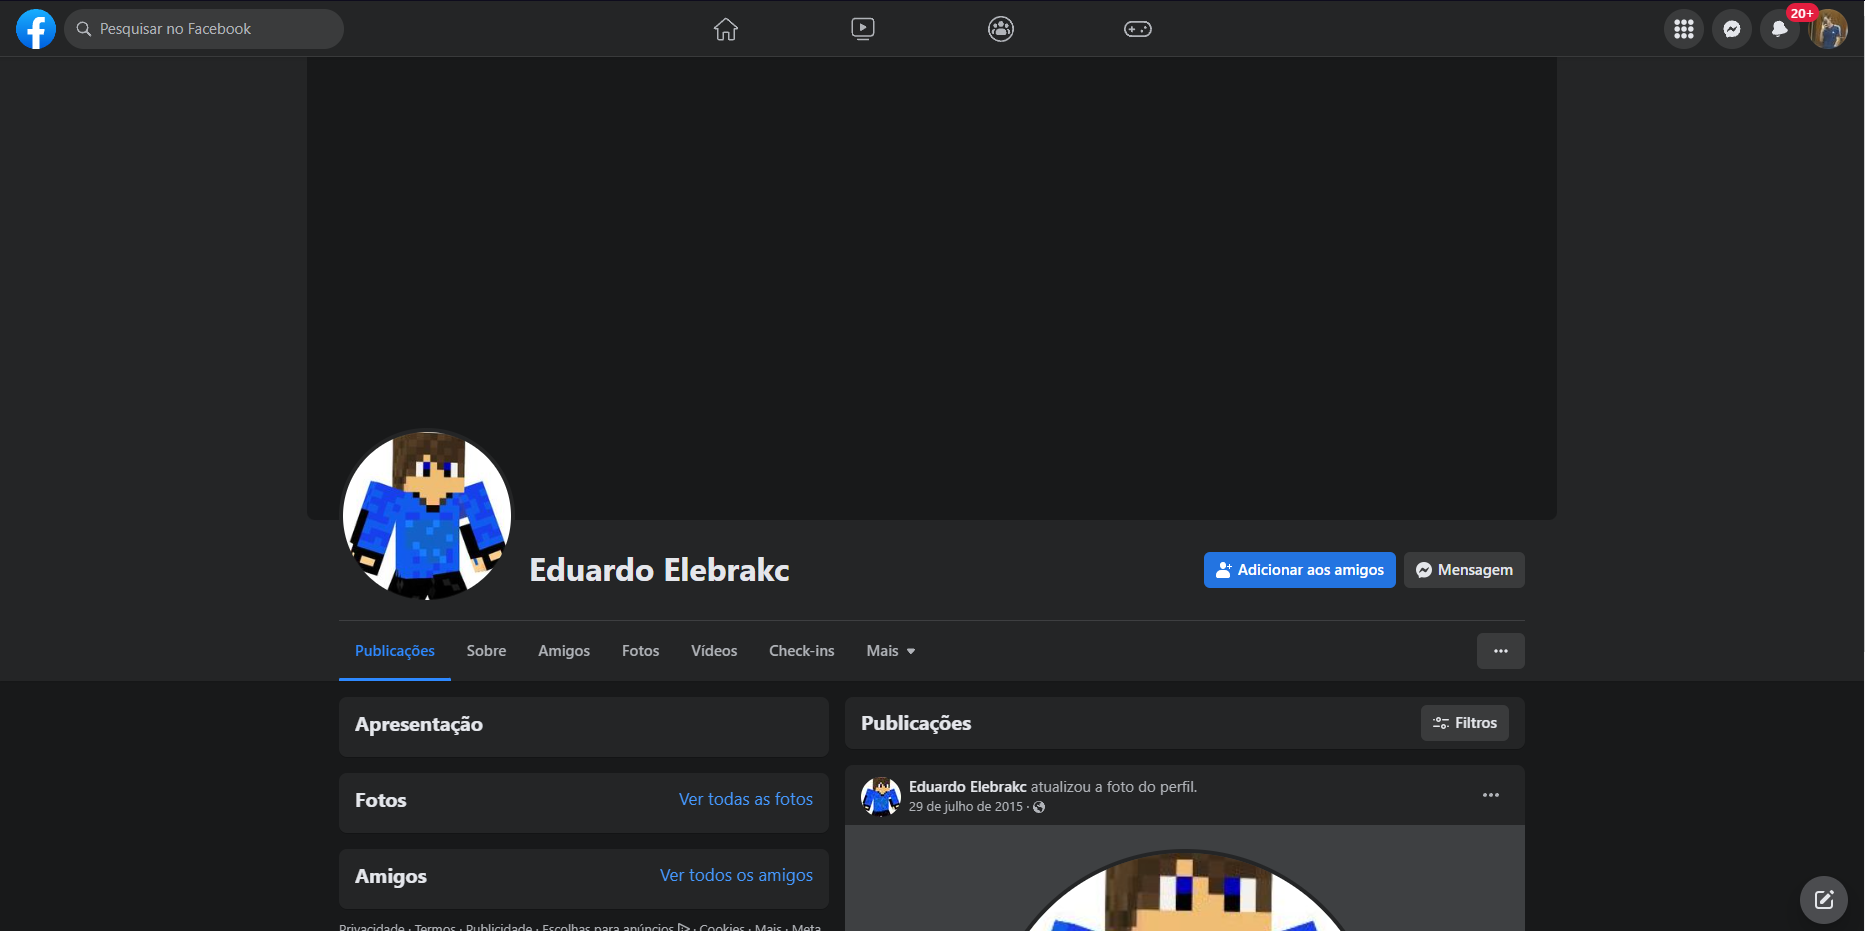 Pesquisar no Facebook
20+
Eduardo Elebrakc
Adicionar aos amigos
Mensagem
Publicações
Sobre
Amigos
Fotos
Vídeos
Check-ins
Mais
Apresentação
Fotos
Ver todas as fotos
Amigos
Ver todos os amigos
Privacidade · Termos · Publicidade · Escolhas para anúncios · Cookies · Mais · Meta
Publicações
Filtros
Eduardo Elebrakc atualizou a foto do perfil.
29 de julho de 2015 ·